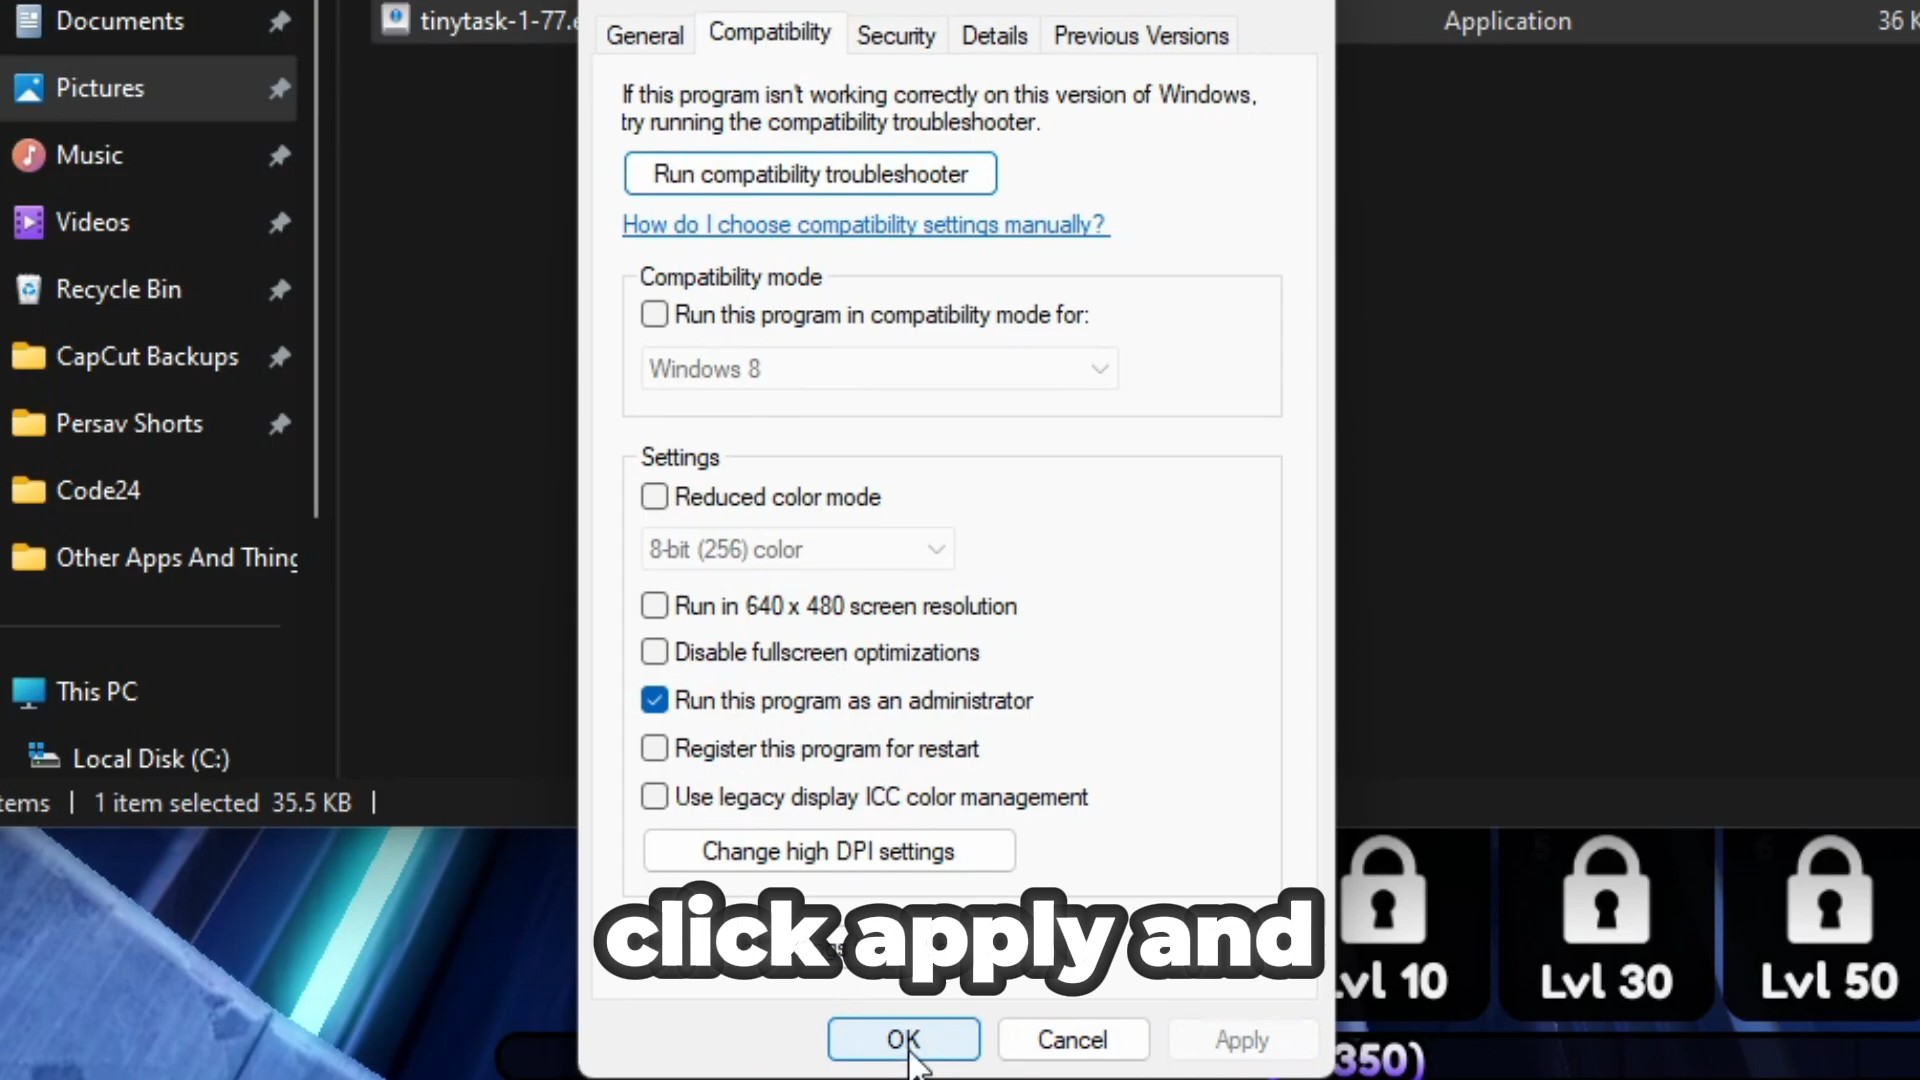 Documents
Pictures
Music
Videos
Recycle Bin
CapCut Backups
Persav Shorts
Code24
Other Apps And Thing
This PC
Local Disk (C:)
tems | 1 item selected 35.5 KB |
tinytask-1-77.e
Application
36 K
General
Compatibility
Security
Details
Previous Versions
If this program isn't working correctly on this version of Windows,
try running the compatibility troubleshooter.
Run compatibility troubleshooter
How do I choose compatibility settings manually?
Compatibility mode
Run this program in compatibility mode for:
Windows 8
Settings
Reduced color mode
8-bit (256) color
Run in 640 x 480 screen resolution
Disable fullscreen optimizations
Run this program as an administrator
Register this program for restart
Use legacy display ICC color management
Change high DPI settings
click apply and
OK
Cancel
Apply
Lvl 10
Lvl 30
Lvl 50
350)